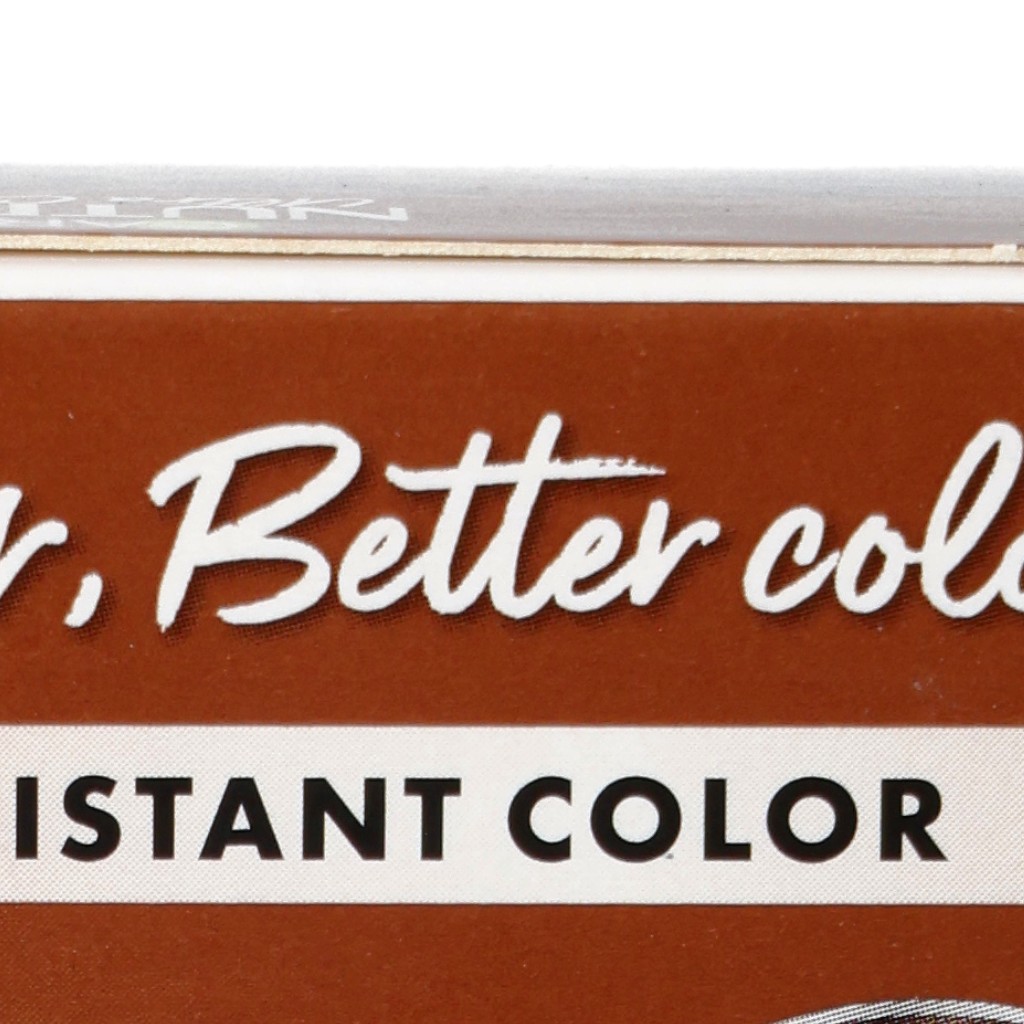 r, Better colo
ISTANT COLOR